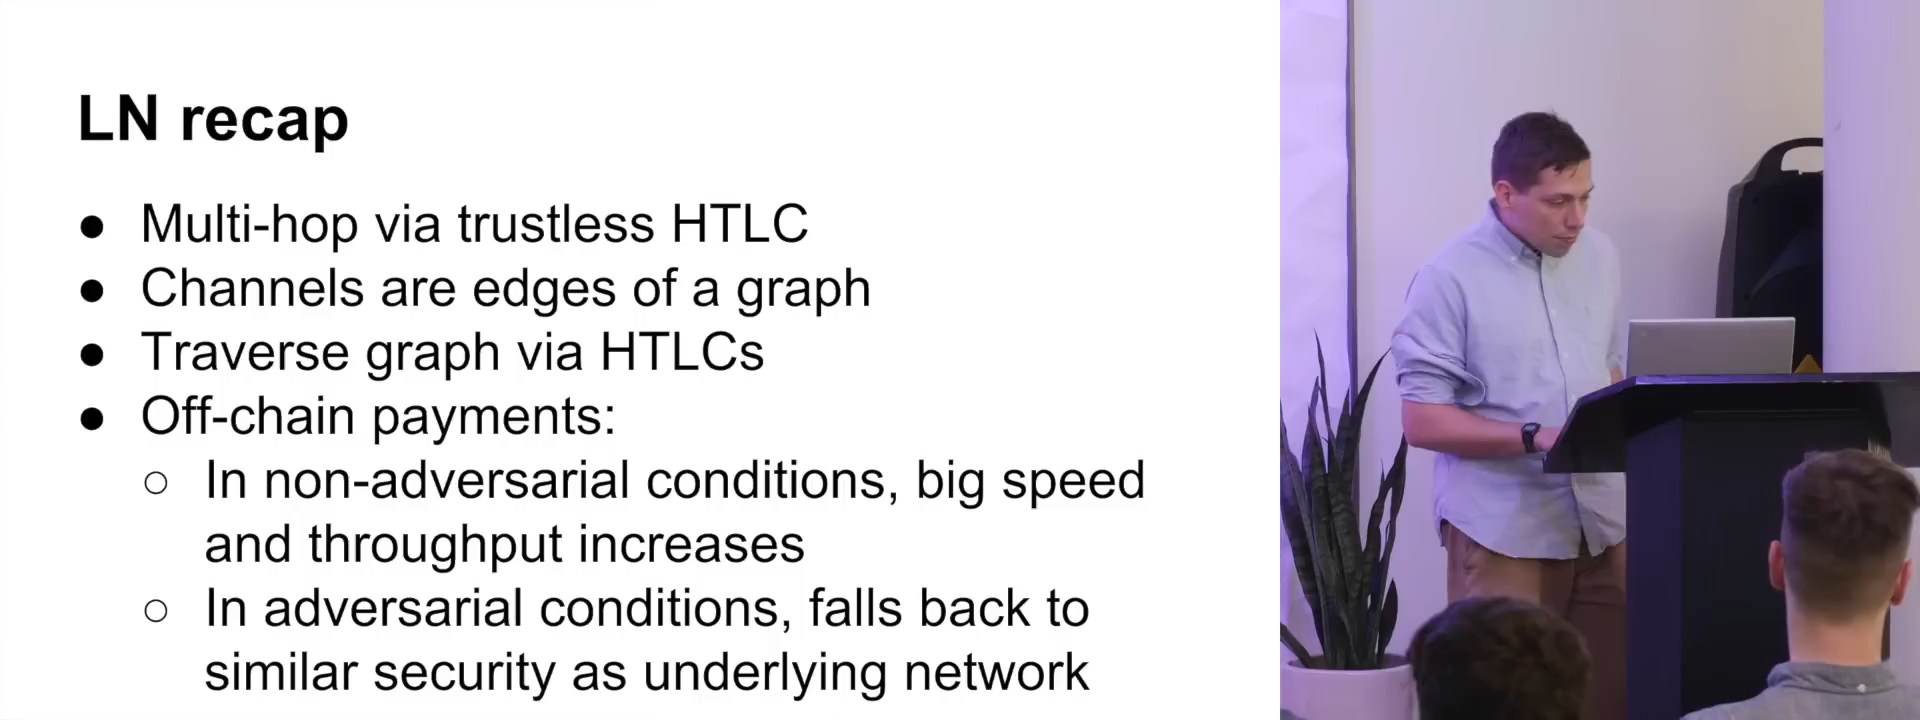 LN recap
● Multi-hop via trustless HTLC
● Channels are edges of a graph
● Traverse graph via HTLCs
● Off-chain payments:
○ In non-adversarial conditions, big speed
and throughput increases
○ In adversarial conditions, falls back to
similar security as underlying network